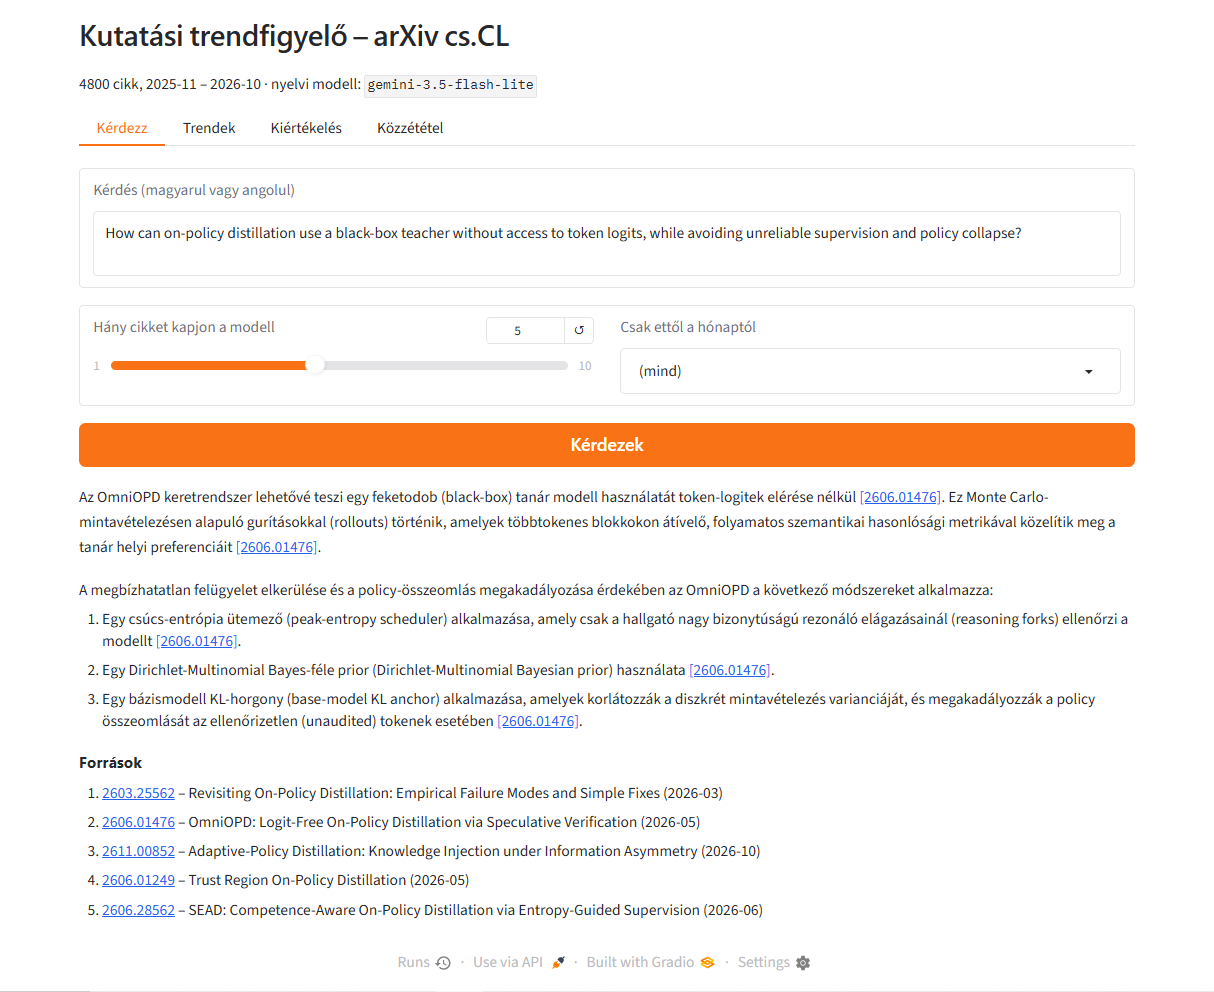 Kutatási trendfigyelő – arXiv cs.CL
4800 cikk, 2025-11 – 2026-10 · nyelvi modell: gemini-3.5-flash-lite
Kérdezz Trendek Kiértékelés Közzététel
Kérdés (magyarul vagy angolul)
How can on-policy distillation use a black-box teacher without access to token logits, while avoiding unreliable supervision and policy collapse?
Hány cikket kapjon a modell
5 ↺
1 10
Csak ettől a hónaptól
(mind)
Kérdezek
Az OmniOPD keretrendszer lehetővé teszi egy feketodob (black-box) tanár modell használatát token-logitek elérése nélkül [2606.01476]. Ez Monte Carlo-
mintavételezésen alapuló gurításokkal (rollouts) történik, amelyek többtokenes blokkokon átívelő, folyamatos szemantikai hasonlósági metrikával közelítik meg a
tanár helyi preferenciáit [2606.01476].
A megbízhatatlan felügyelet elkerülése és a policy-összeomlás megakadályozása érdekében az OmniOPD a következő módszereket alkalmazza:
1. Egy csúcs-entrópia ütemező (peak-entropy scheduler) alkalmazása, amely csak a hallgató nagy bizonytúságú rezonáló elágazásainál (reasoning forks) ellenőrzi a
modellt [2606.01476].
2. Egy Dirichlet-Multinomial Bayes-féle prior (Dirichlet-Multinomial Bayesian prior) használata [2606.01476].
3. Egy bázismodell KL-horgony (base-model KL anchor) alkalmazása, amelyek korlátozzák a diszkrét mintavételezés varianciáját, és megakadályozzák a policy
összeomlását az ellenőrizetlen (unaudited) tokenek esetében [2606.01476].
Források
1. 2603.25562 – Revisiting On-Policy Distillation: Empirical Failure Modes and Simple Fixes (2026-03)
2. 2606.01476 – OmniOPD: Logit-Free On-Policy Distillation via Speculative Verification (2026-05)
3. 2611.00852 – Adaptive-Policy Distillation: Knowledge Injection under Information Asymmetry (2026-10)
4. 2606.01249 – Trust Region On-Policy Distillation (2026-05)
5. 2606.28562 – SEAD: Competence-Aware On-Policy Distillation via Entropy-Guided Supervision (2026-06)
Runs · Use via API · Built with Gradio · Settings